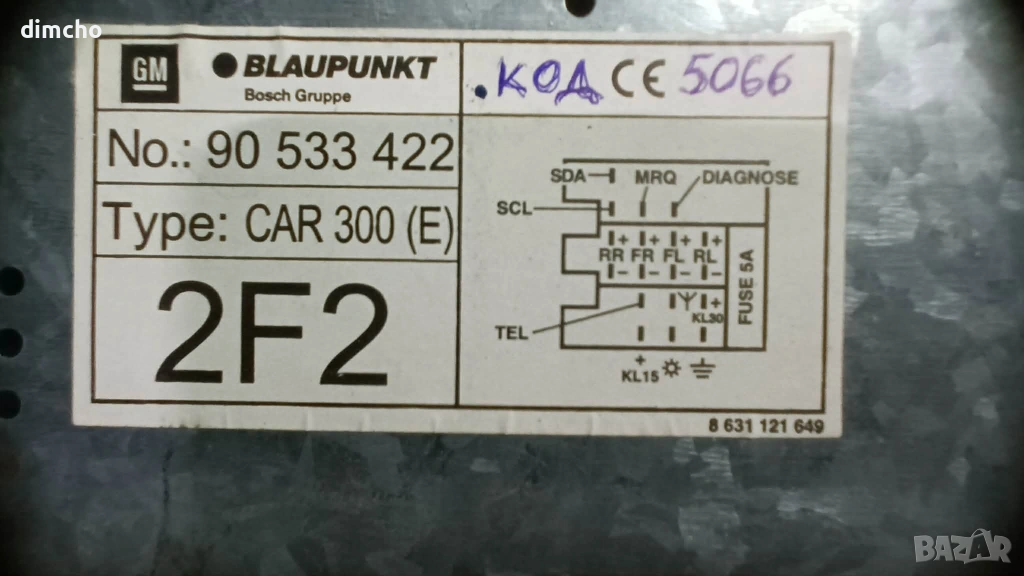 dimcho
GM BLAUPUNKT
Bosch Gruppe
.КОД CE 5066
No.: 90 533 422
Type: CAR 300 (E)
2F2
SDA MRQ DIAGNOSE
SCL
+ + + +
RR FR FL RL
- - - -
FUSE 5A
+
KL30
TEL
+
KL15
8 631 121 649
BAZAR